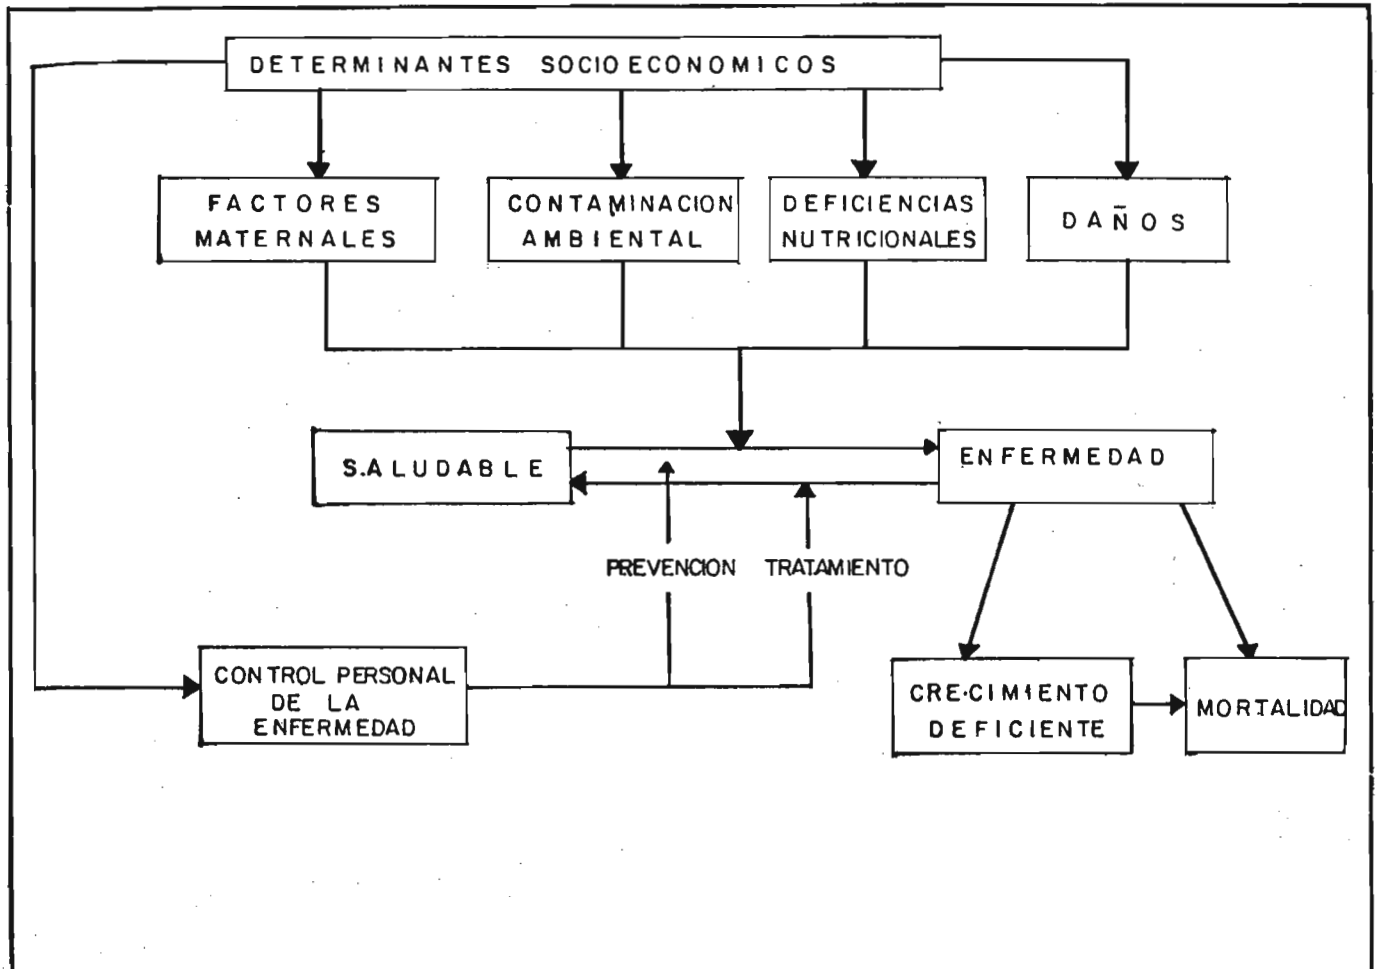 DETERMINANTES SOCIOECONOMICOS
FACTORES
MATERNALES
CONTAMINACION
AMBIENTAL
DEFICIENCIAS
NUTRICIONALES
DAÑOS
S.ALUDABLE
ENFERMEDAD
PREVENCION TRATAMIENTO
CONTROL PERSONAL
DE LA
ENFERMEDAD
CRE.CIMIENTO
DEFICIENTE
MORTALIDAD